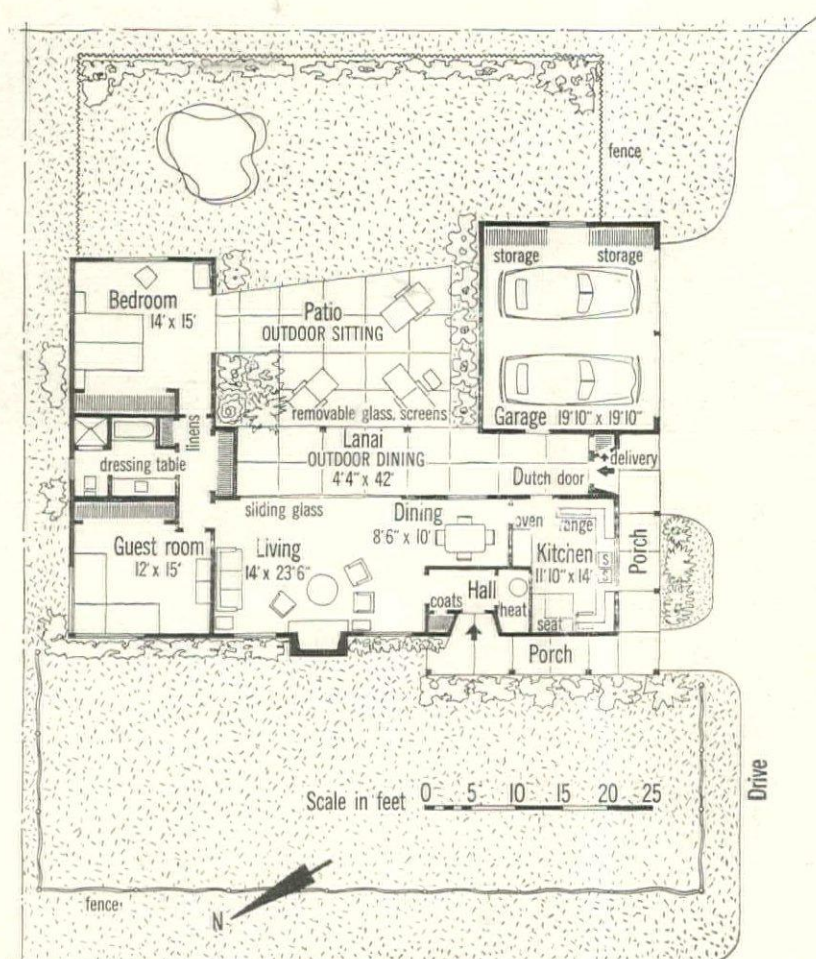 fence
storage
storage
Bedroom
14' x 15'
Patio
OUTDOOR SITTING
removable glass, screens
Garage 19'10" x 19'10"
linens
Lanai
OUTDOOR DINING
4'4" x 42'
delivery
Dutch door
dressing table
sliding glass
Dining
8'6" x 10'
oven range
Guest room
12' x 15'
Living
14' x 23'6"
Kitchen
11'10" x 14'
S
Porch
Hall
coats
heat
seat
Porch
Scale in feet 0 5 10 15 20 25
Drive
N
fence